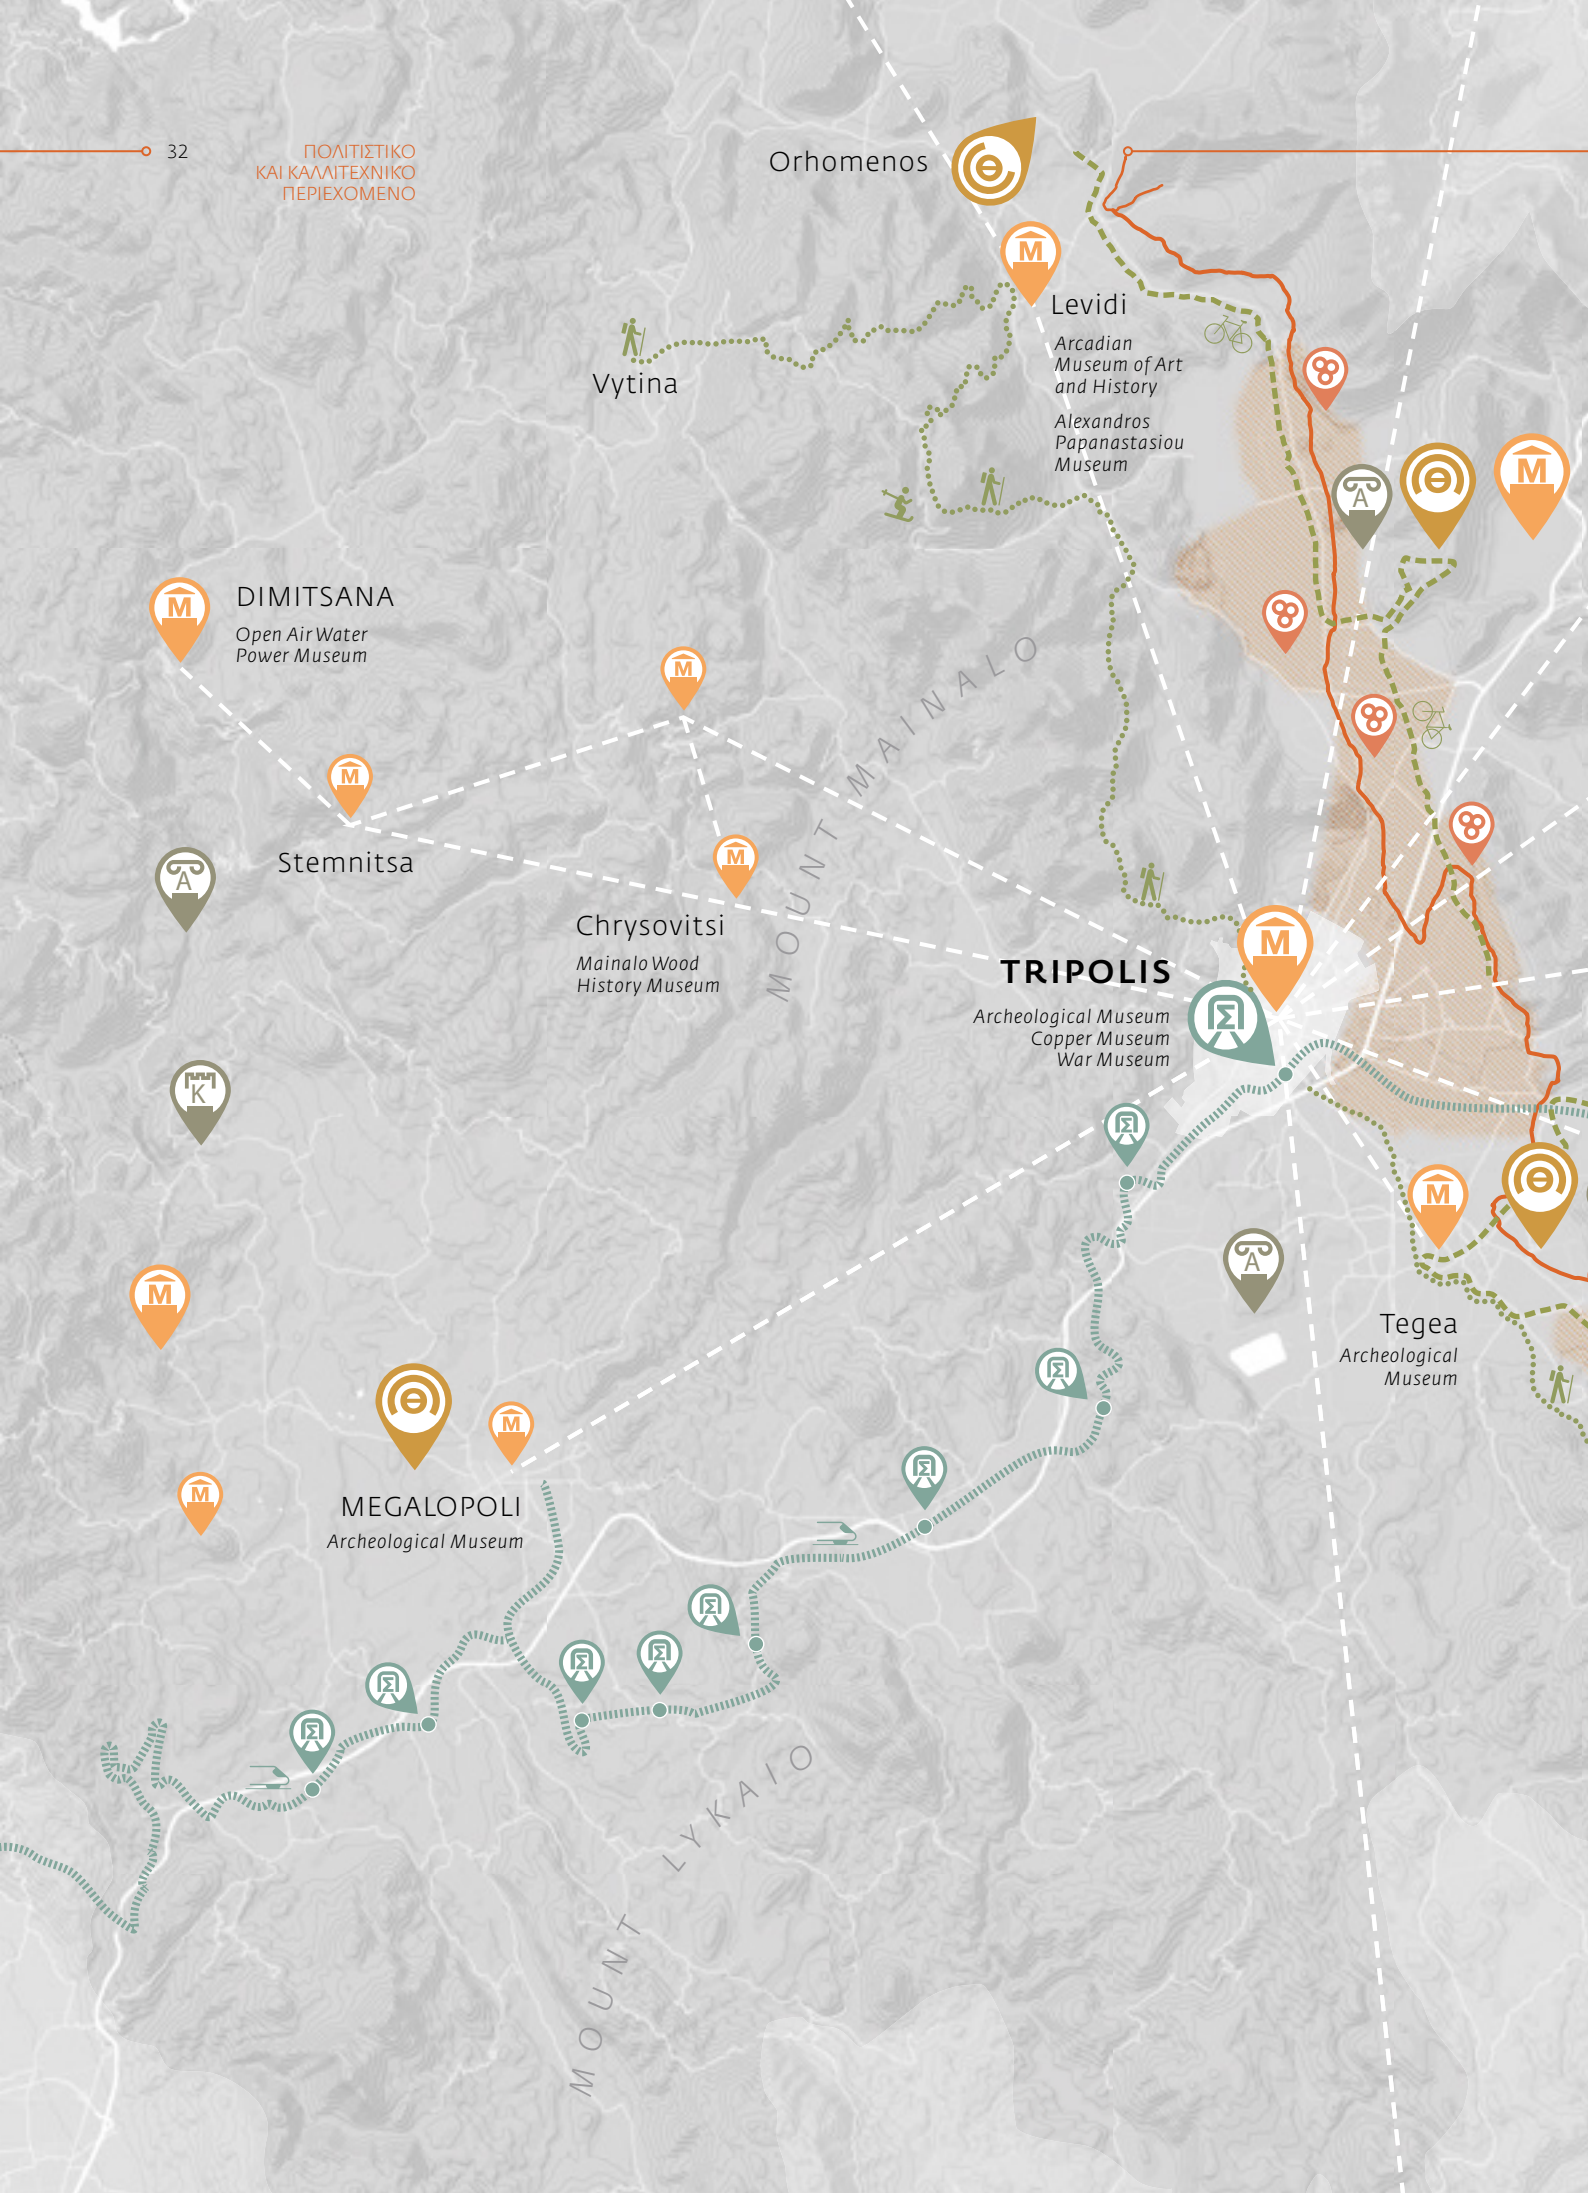 32
ΠΟΛΙΤΙΣΤΙΚΟ
ΚΑΙ ΚΑΛΛΙΤΕΧΝΙΚΟ
ΠΕΡΙΕΧΟΜΕΝΟ
Orhomenos
Θ
M
Levidi
Arcadian
Museum of Art
and History
Alexandros
Papanastasiou
Museum
Vytina
A
Θ
M
M
DIMITSANA
Open Air Water
Power Museum
M
MOUNT MAINALO
M
Stemnitsa
M
Chrysovitsi
Mainalo Wood
History Museum
A
M
TRIPOLIS
Archeological Museum
Copper Museum
War Museum
Σ
K
Σ
M
Θ
A
Tegea
Archeological
Museum
M
Θ
M
MEGALOPOLI
Archeological Museum
M
Σ
Σ
Σ
Σ
Σ
Σ
Σ
MOUNT LYKAIO